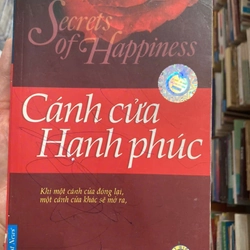 Secrets
of Happiness
Cánh cửa
Hạnh phúc
Khi một cánh cửa đóng lại,
một cánh cửa khác sẽ mở ra,